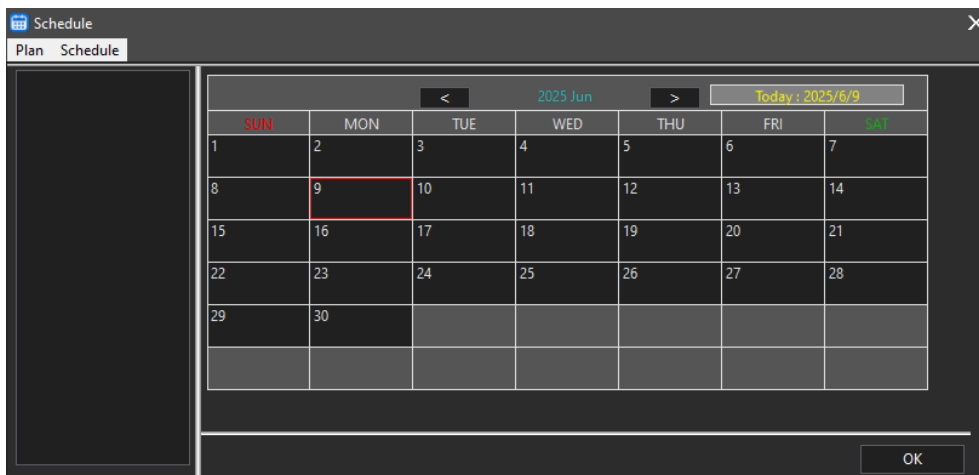 Schedule
Plan Schedule
< 2025 Jun > Today : 2025/6/9
SUN MON TUE WED THU FRI SAT
1 2 3 4 5 6 7
8 9 10 11 12 13 14
15 16 17 18 19 20 21
22 23 24 25 26 27 28
29 30
OK